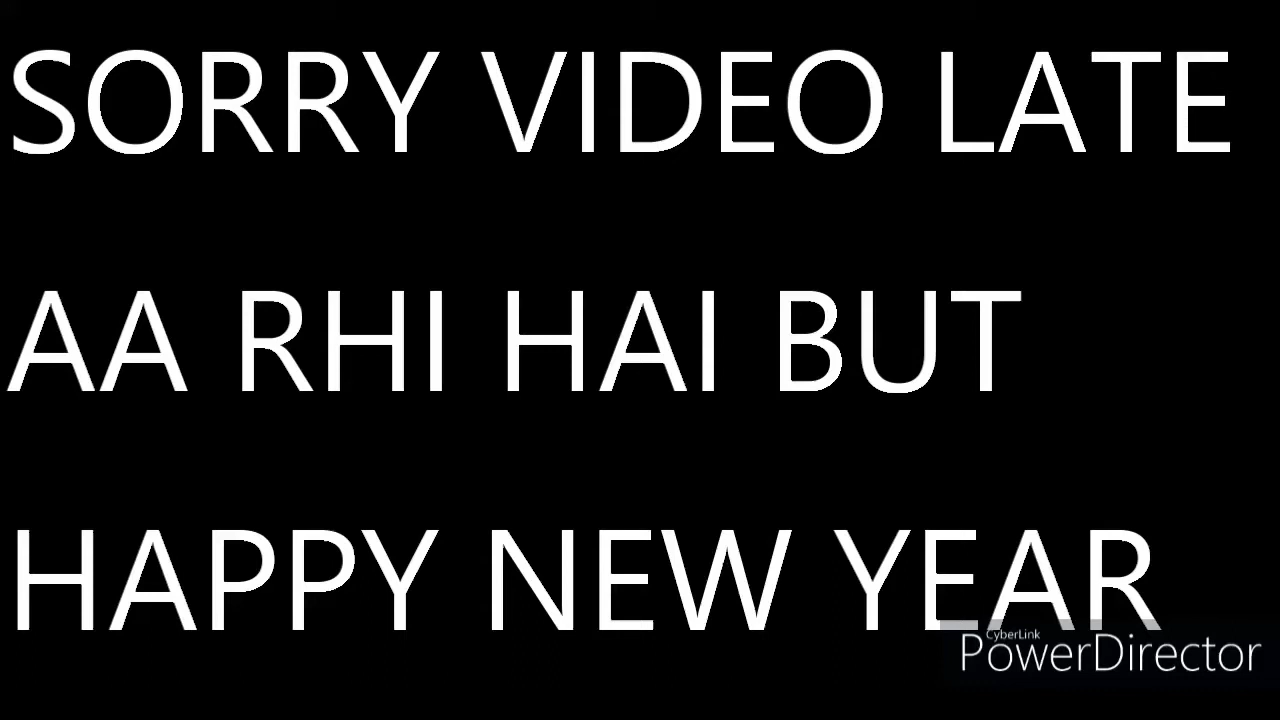 SORRY VIDEO LATE
AA RHI HAI BUT
HAPPY NEW YEAR
CyberLink
PowerDirector